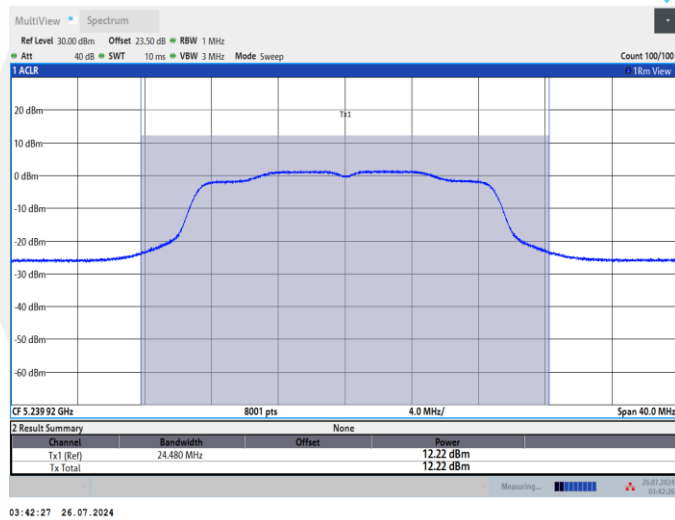 MultiView Spectrum
Ref Level 30.00 dBm Offset 23.50 dB RBW 1 MHz
Att 40 dB SWT 10 ms VBW 3 MHz Mode Sweep Count 100/100
1 ACLR 1Rm View
Tx1
20 dBm
10 dBm
0 dBm
-10 dBm
-20 dBm
-30 dBm
-40 dBm
-50 dBm
-60 dBm
CF 5.239 92 GHz 8001 pts 4.0 MHz/ Span 40.0 MHz
2 Result Summary None
Channel Bandwidth Offset Power
Tx1 (Ref) 24.480 MHz 12.22 dBm
Tx Total 12.22 dBm
Measuring... 26.07.2024
03:42:26
03:42:27 26.07.2024